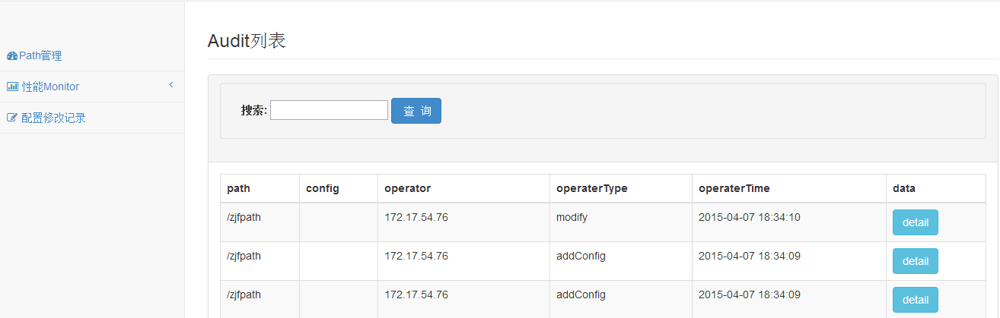 Audit列表
Path管理
性能Monitor
配置修改记录
搜索: 查 询
path config operator operaterType operaterTime data
/zjfpath 172.17.54.76 modify 2015-04-07 18:34:10 detail
/zjfpath 172.17.54.76 addConfig 2015-04-07 18:34:09 detail
/zjfpath 172.17.54.76 addConfig 2015-04-07 18:34:09 detail